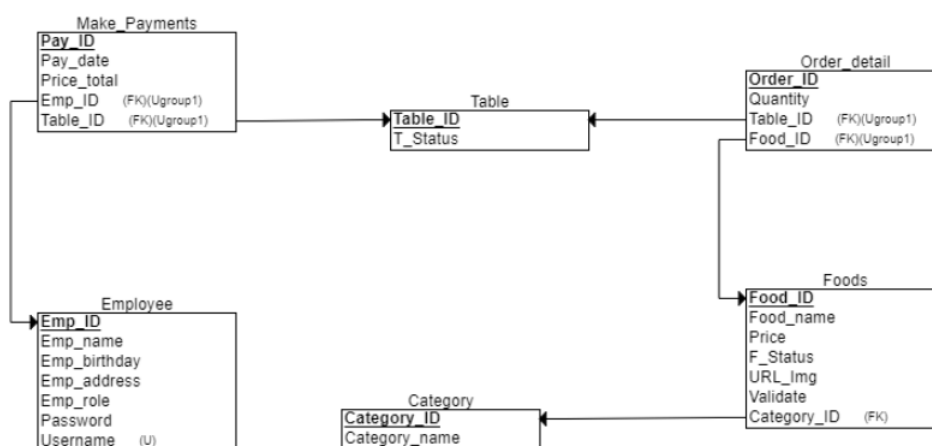 Make_Payments
Pay_ID
Pay_date
Price_total
Emp_ID (FK)(Ugroup1)
Table_ID (FK)(Ugroup1)
Table
Table_ID
T_Status
Order_detail
Order_ID
Quantity
Table_ID (FK)(Ugroup1)
Food_ID (FK)(Ugroup1)
Employee
Emp_ID
Emp_name
Emp_birthday
Emp_address
Emp_role
Password
Username (U)
Category
Category_ID
Category_name
Foods
Food_ID
Food_name
Price
F_Status
URL_Img
Validate
Category_ID (FK)